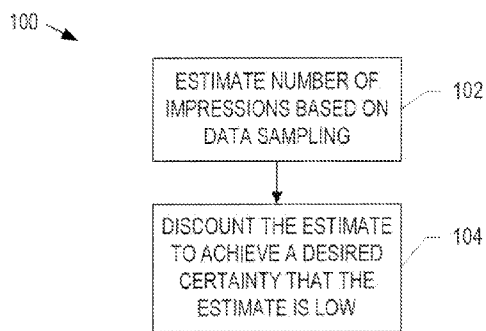 100
ESTIMATE NUMBER OF
IMPRESSIONS BASED ON
DATA SAMPLING
102
DISCOUNT THE ESTIMATE
TO ACHIEVE A DESIRED
CERTAINTY THAT THE
ESTIMATE IS LOW
104